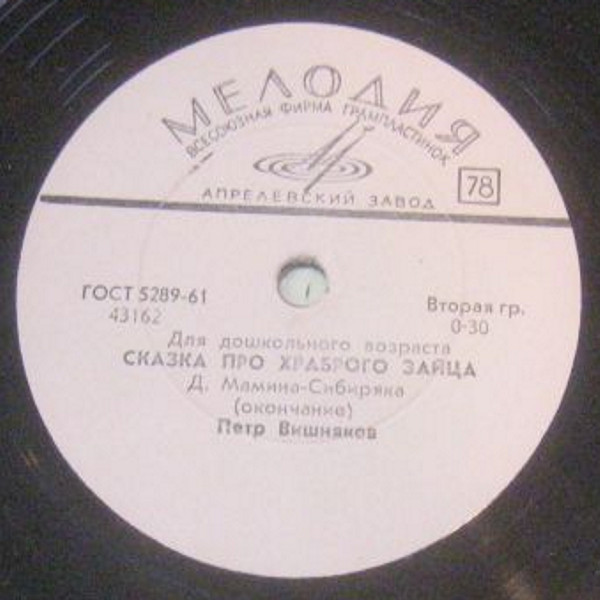 МЕЛОДИЯ
ВСЕСОЮЗНАЯ ФИРМА ГРАМПЛАСТИНОК
АПРЕЛЕВСКИЙ ЗАВОД
78
ГОСТ 5289-61
43162
Вторая гр.
0-30
Для дошкольного возраста
СКАЗКА ПРО ХРАБРОГО ЗАЙЦА
Д. Мамина-Сибиряка
(окончание)
Петр Вишняков